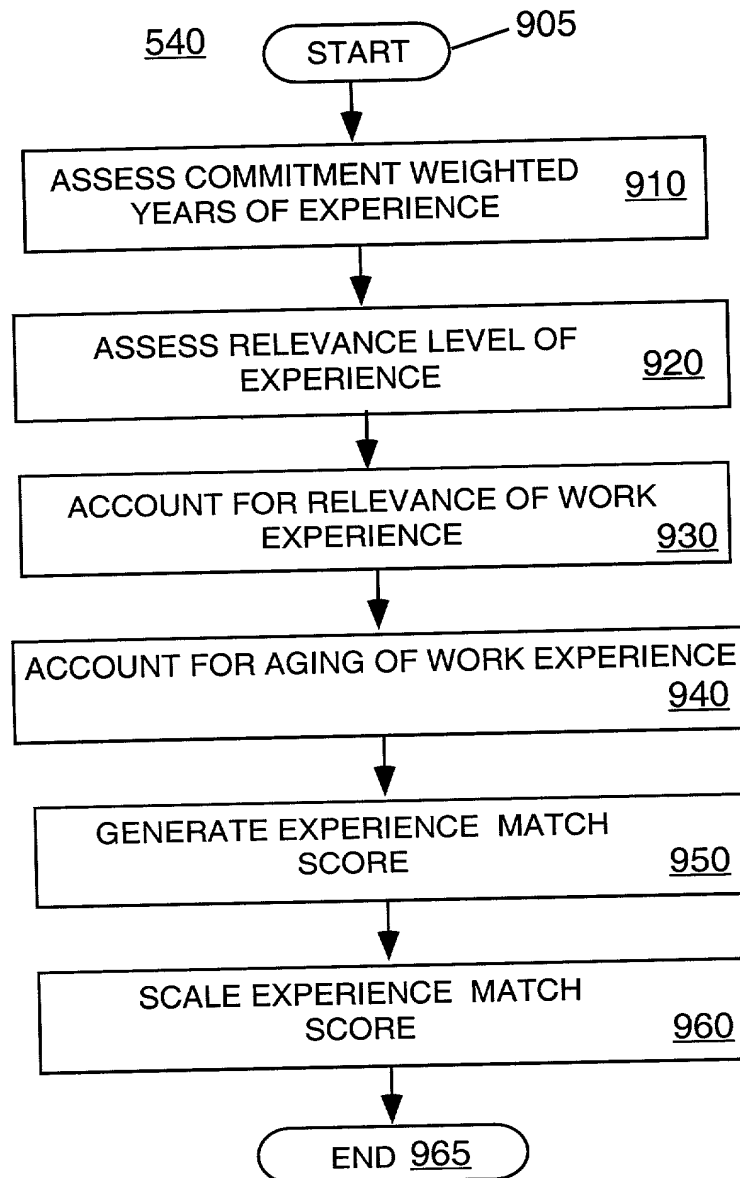 540 START 905
ASSESS COMMITMENT WEIGHTED
YEARS OF EXPERIENCE 910
ASSESS RELEVANCE LEVEL OF
EXPERIENCE 920
ACCOUNT FOR RELEVANCE OF WORK
EXPERIENCE 930
ACCOUNT FOR AGING OF WORK EXPERIENCE
940
GENERATE EXPERIENCE MATCH
SCORE 950
SCALE EXPERIENCE MATCH
SCORE 960
END 965